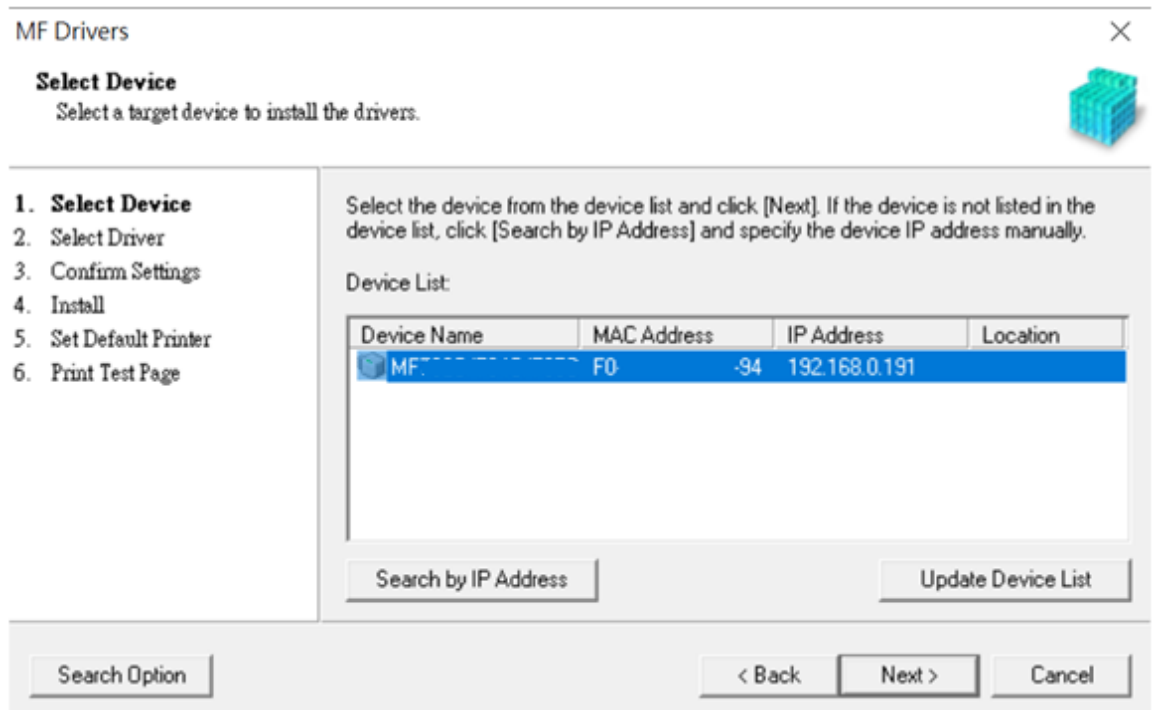 MF Drivers
Select Device
Select a target device to install the drivers.
1. Select Device
2. Select Driver
3. Confirm Settings
4. Install
5. Set Default Printer
6. Print Test Page
Select the device from the device list and click [Next]. If the device is not listed in the
device list, click [Search by IP Address] and specify the device IP address manually.
Device List:
Device Name MAC Address IP Address Location
F0- -94 192.168.0.191
Search by IP Address Update Device List
Search Option < Back Next > Cancel